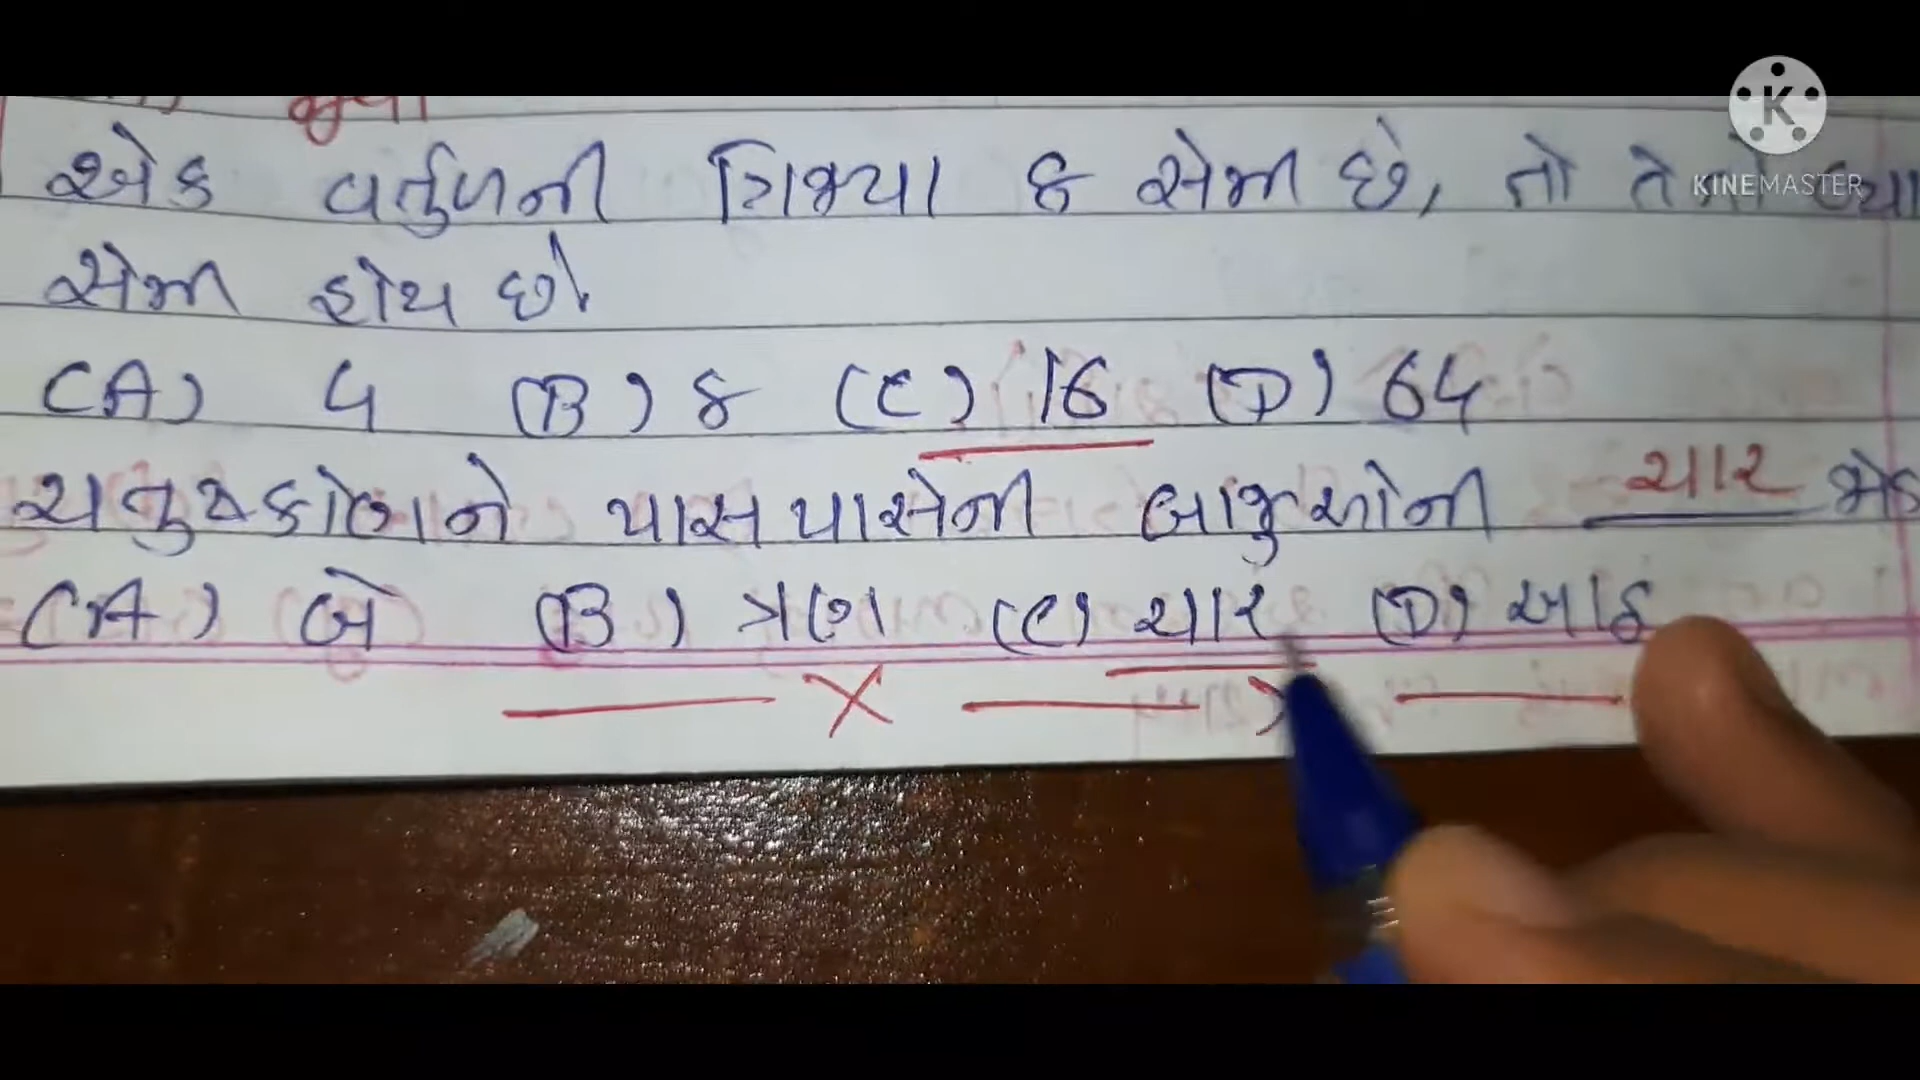 K
KINEMASTER
એક વર્તુળની ત્રિજ્યા 8 સેમી છે, તો
સેમી હોય છે
(A) 4 (B) 8 (C) 16 (D) 64
ચતુષ્કોણને પાસપાસેની બાજુઓની ચાર
(A) બે (B) ત્રણ (C) ચાર (D) આઠ